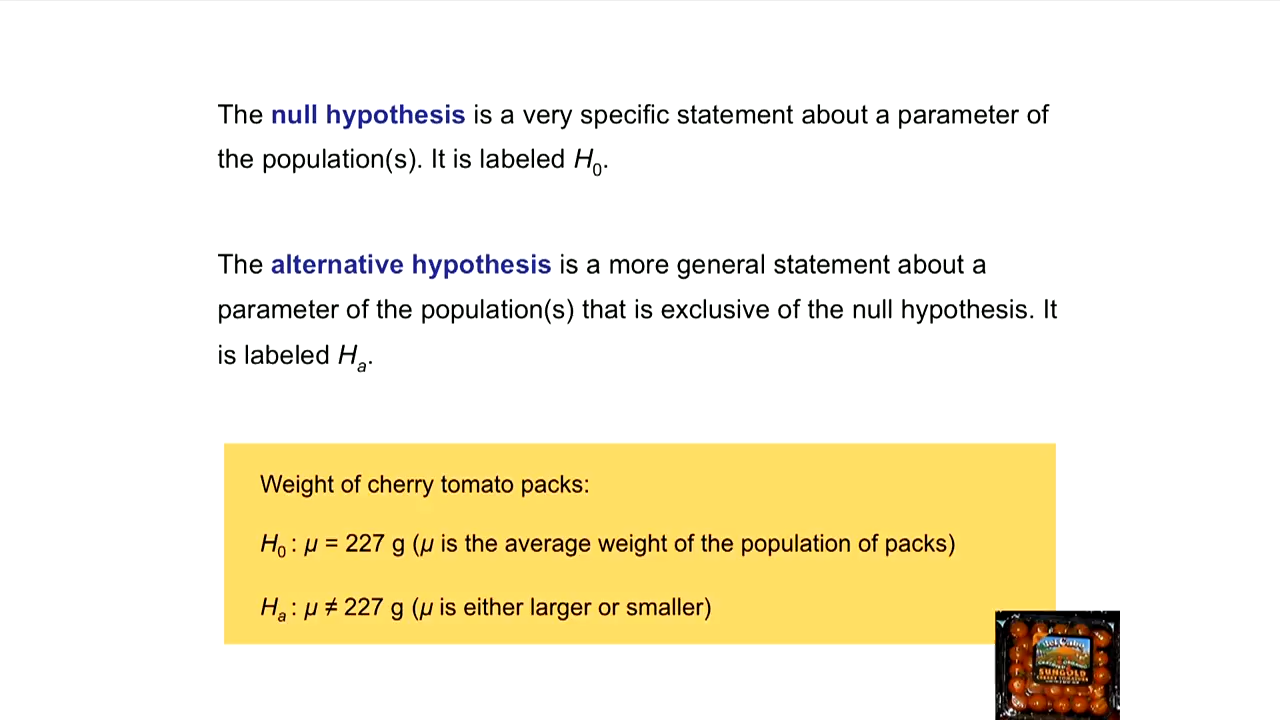 The null hypothesis is a very specific statement about a parameter of
the population(s). It is labeled H0.
The alternative hypothesis is a more general statement about a
parameter of the population(s) that is exclusive of the null hypothesis. It
is labeled Ha.
Weight of cherry tomato packs:
H0 : μ = 227 g (μ is the average weight of the population of packs)
Ha : μ ≠ 227 g (μ is either larger or smaller)
SUNGOLD